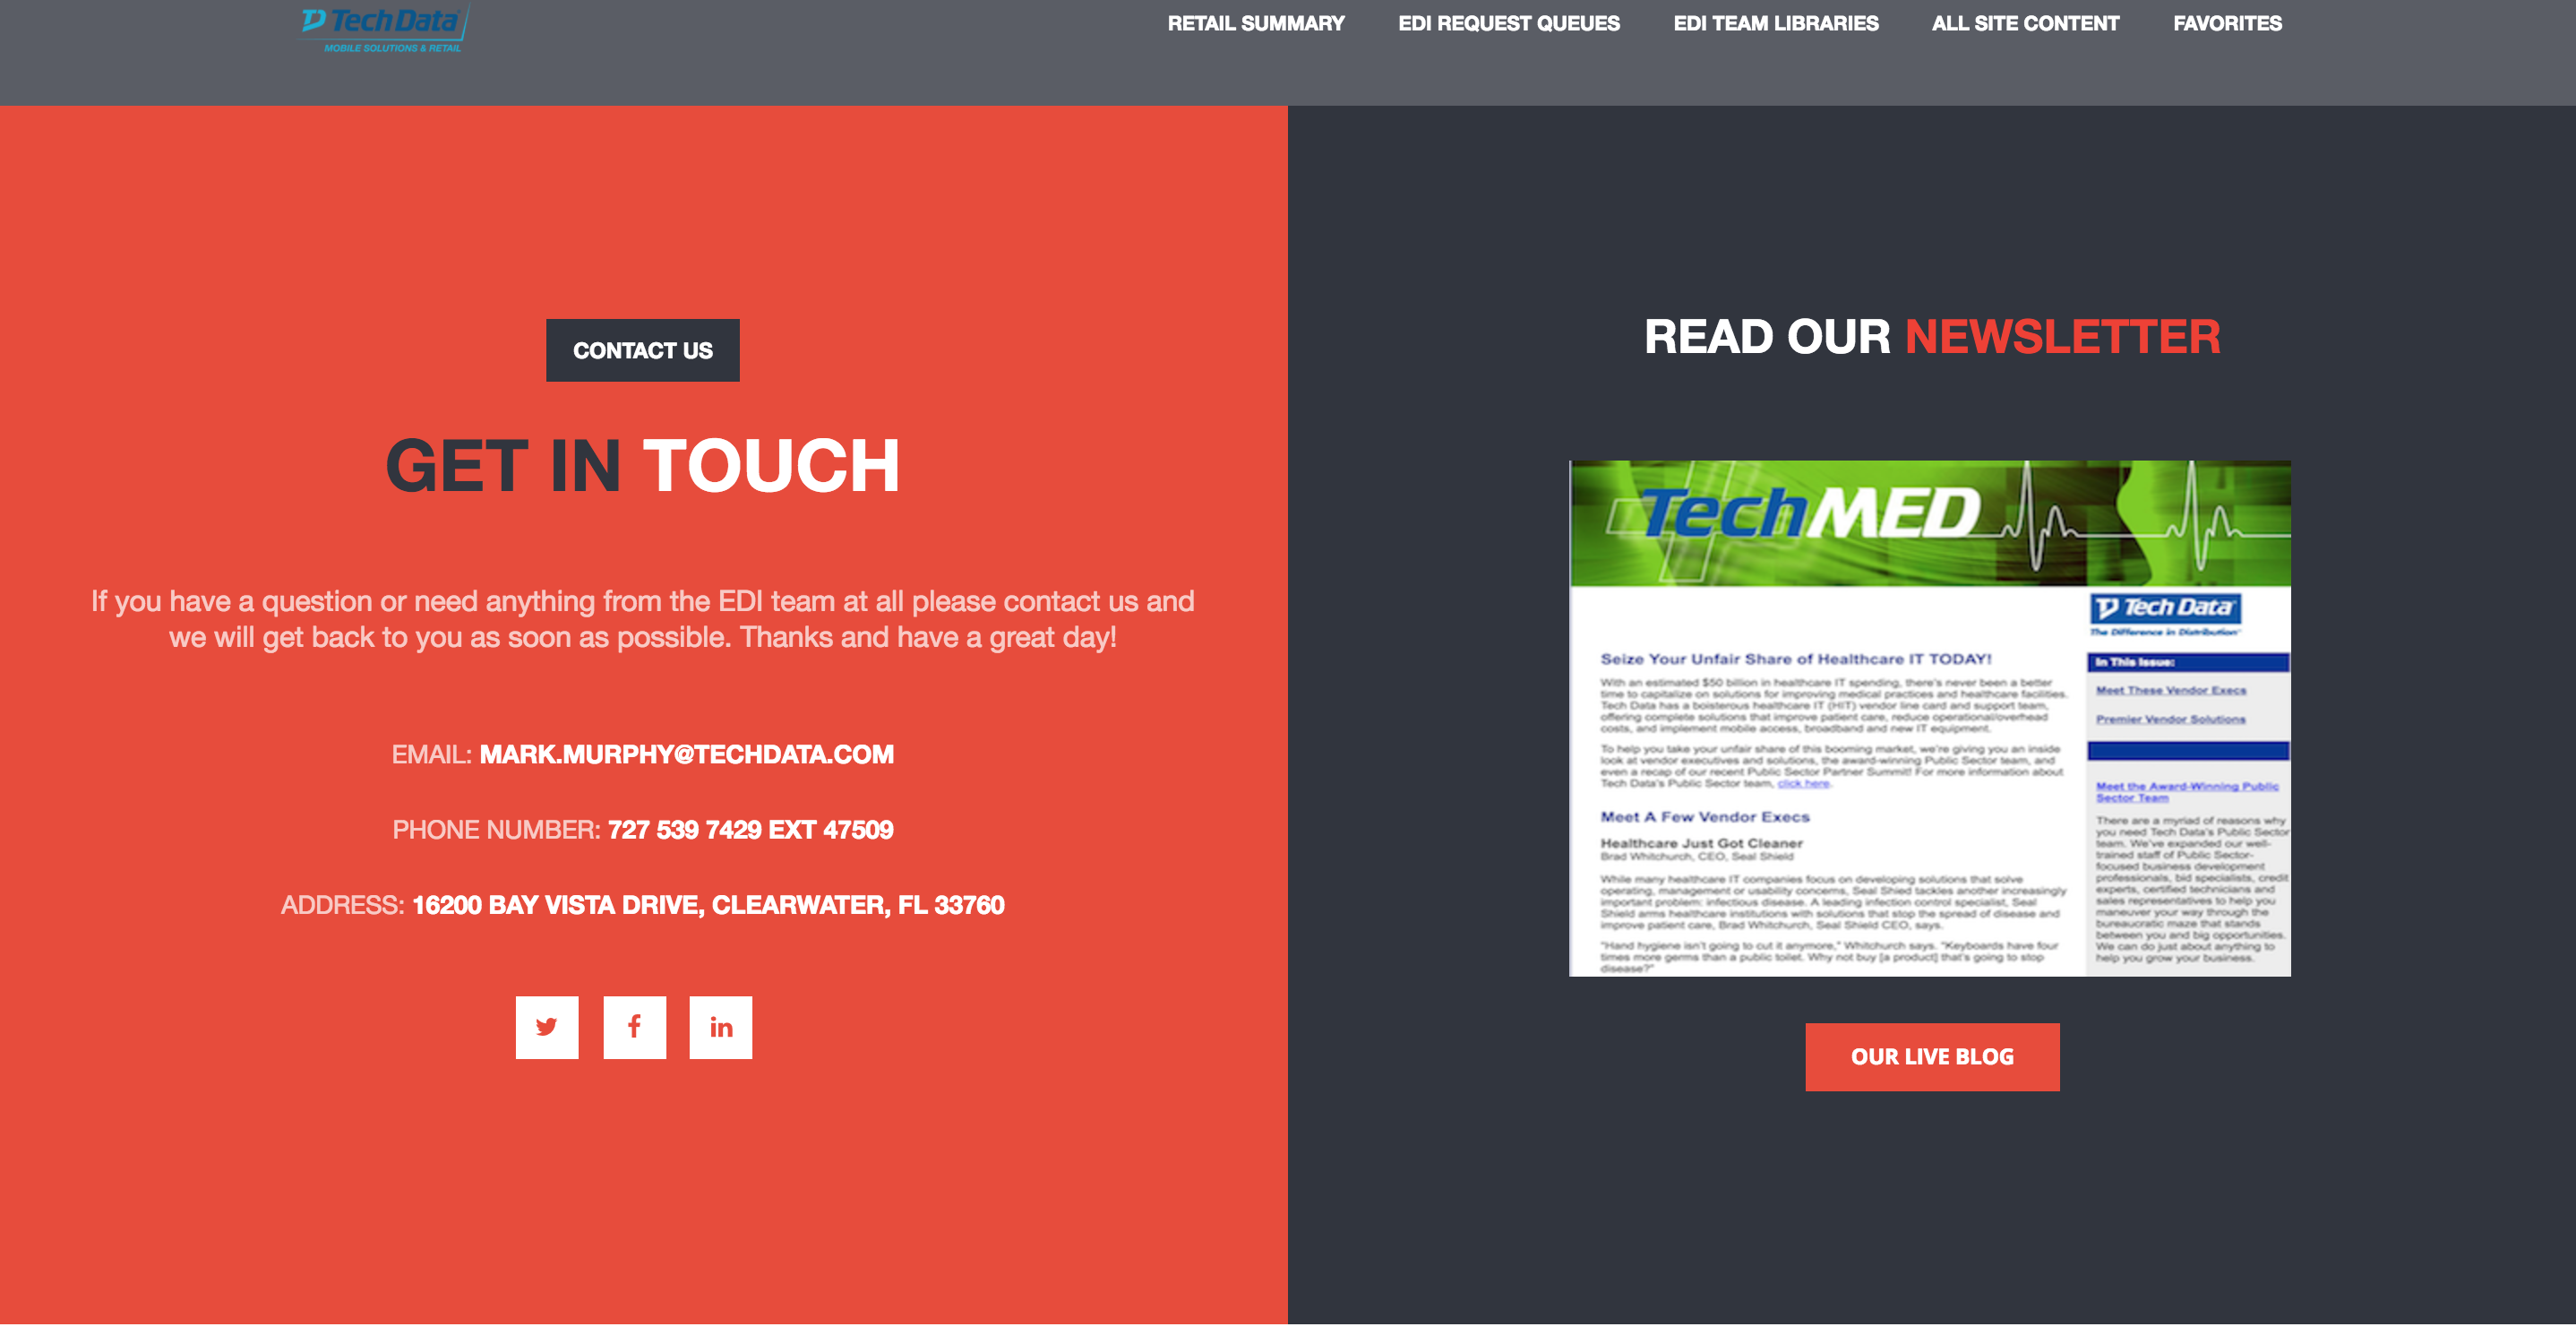 Tech Data
MOBILE SOLUTIONS & RETAIL
RETAIL SUMMARY
EDI REQUEST QUEUES
EDI TEAM LIBRARIES
ALL SITE CONTENT
FAVORITES
CONTACT US
GET IN TOUCH
If you have a question or need anything from the EDI team at all please contact us and
we will get back to you as soon as possible. Thanks and have a great day!
EMAIL: MARK.MURPHY@TECHDATA.COM
PHONE NUMBER: 727 539 7429 EXT 47509
ADDRESS: 16200 BAY VISTA DRIVE, CLEARWATER, FL 33760
READ OUR NEWSLETTER
TechMED
Tech Data
The Difference in Distribution
Seize Your Unfair Share of Healthcare IT TODAY!
With an estimated $50 billion in healthcare IT spending, there's never been a better
time to capitalize on solutions for improving medical practices and healthcare facilities.
Tech Data has a boisterous healthcare IT (HIT) vendor line card and support team,
offering complete solutions that improve patient care, reduce operational/overhead
costs, and implement mobile access, broadband and new IT equipment.
To help you take your unfair share of this booming market, we're giving you an inside
look at vendor executives and solutions, the award-winning Public Sector team, and
even a recap of our recent Public Sector Partner Summit! For more information about
Tech Data's Public Sector team, click here.
Meet A Few Vendor Execs
Healthcare Just Got Cleaner
Brad Whitchurch, CEO, Seal Shield
While many healthcare IT companies focus on developing solutions that solve
operating, management or usability concerns, Seal Shied tackles another increasingly
important problem: infectious disease. A leading infection control specialist, Seal
Shield arms healthcare institutions with solutions that stop the spread of disease and
improve patient care, Brad Whitchurch, Seal Shield CEO, says.
"Hand hygiene isn't going to cut it anymore," Whitchurch says. "Keyboards have four
times more germs than a public toilet. Why not buy [a product] that's going to stop
disease?"
In This Issue:
Meet These Vendor Execs
Premier Vendor Solutions
Meet the Award-Winning Public
Sector Team
There are a myriad of reasons why
you need Tech Data's Public Sector
team. We've expanded our well-
trained staff of Public Sector-
focused business development
professionals, bid specialists, credit
experts, certified technicians and
sales representatives to help you
maneuver your way through the
bureaucratic maze that stands
between you and big opportunities.
We can do just about anything to
help you grow your business.
OUR LIVE BLOG